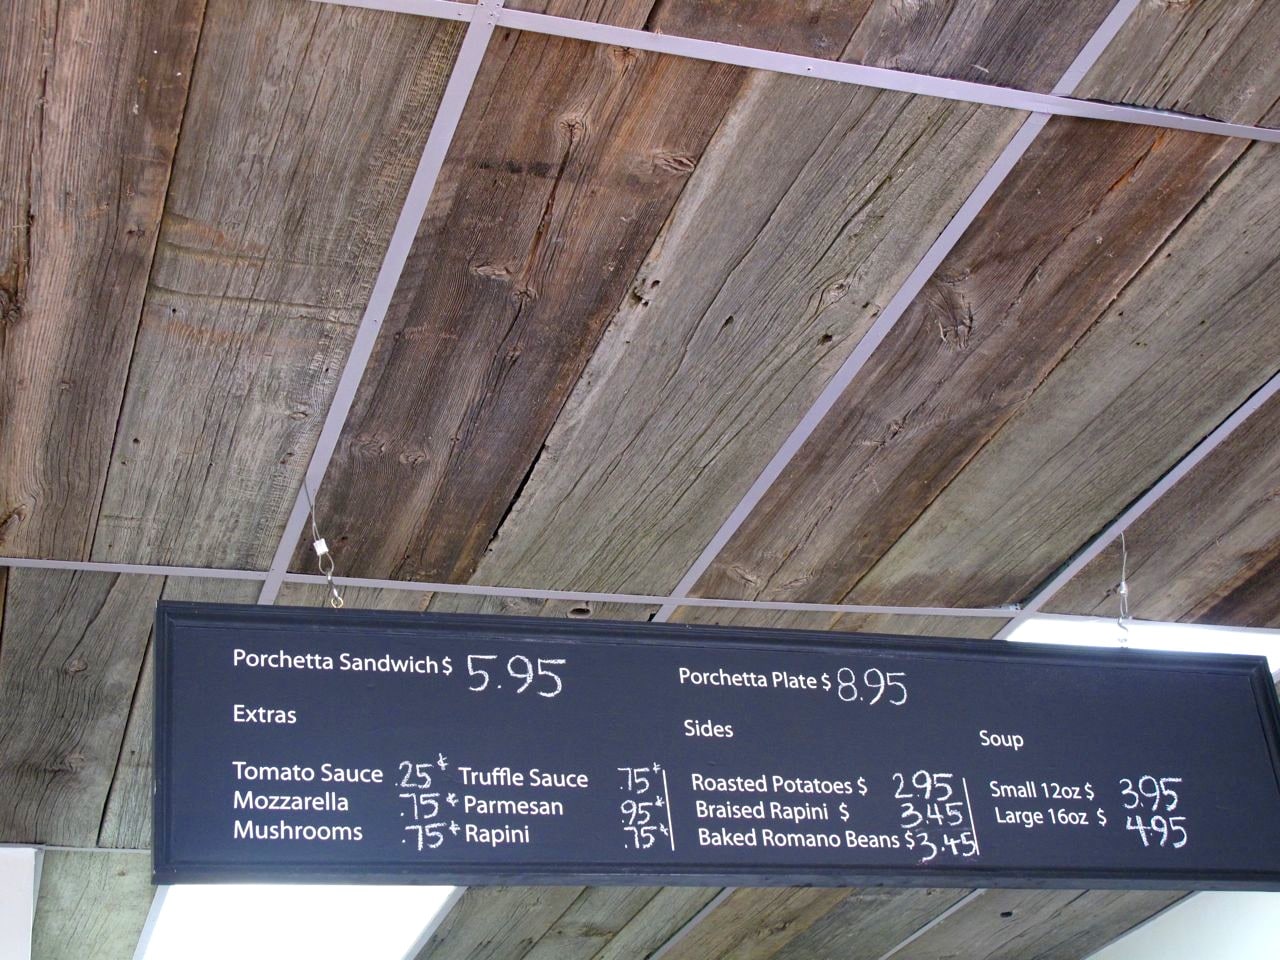 Porchetta Sandwich $ 5.95
Extras
Tomato Sauce .25¢ Truffle Sauce .75¢
Mozzarella .75¢ Parmesan .95¢
Mushrooms .75¢ Rapini .75¢
Porchetta Plate $ 8.95
Sides
Roasted Potatoes $ 2.95
Braised Rapini $ 3.45
Baked Romano Beans $ 3.45
Soup
Small 12oz $ 3.95
Large 16oz $ 4.95